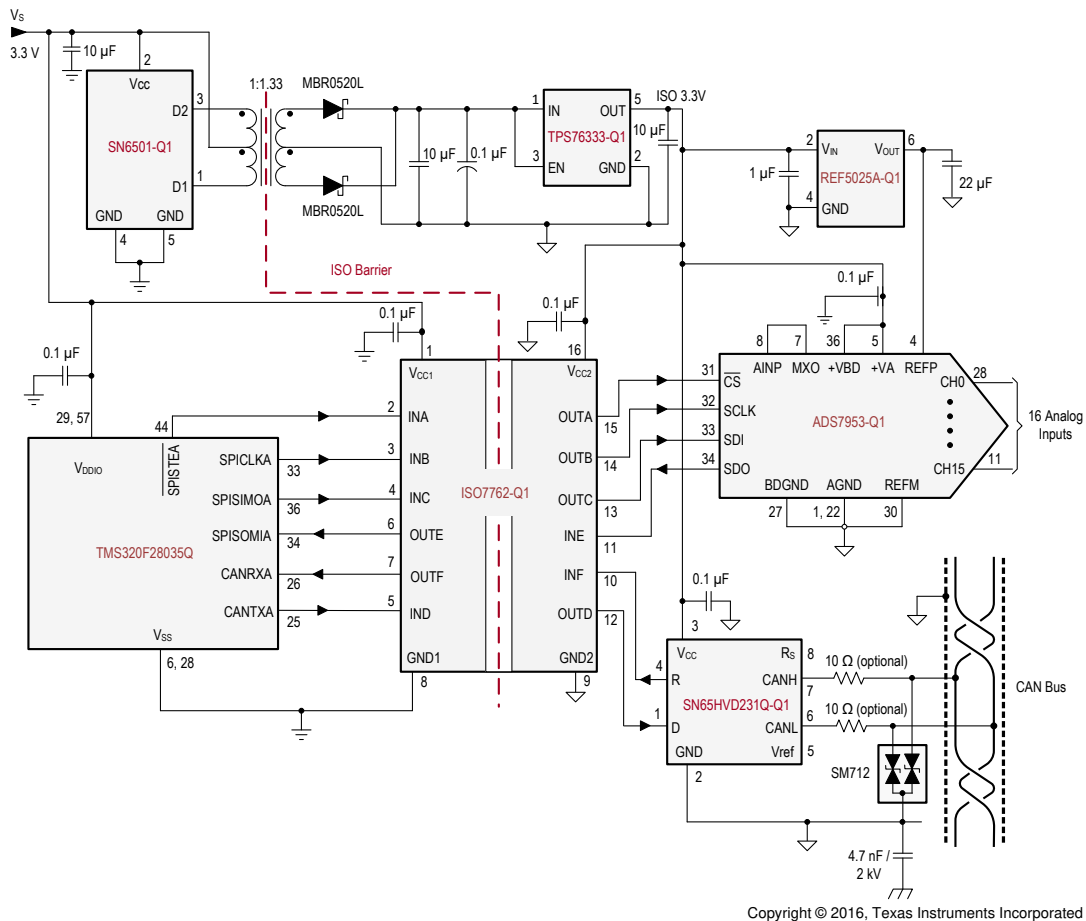 VS
3.3 V
10 µF
2
Vcc
D2
3
SN6501-Q1
D1
1
GND
GND
4
5
1:1.33
MBR0520L
MBR0520L
10 µF
0.1 µF
1
IN
OUT
5
TPS76333-Q1
3
EN
GND
2
ISO 3.3V
10 µF
2
VIN
VOUT
6
REF5025A-Q1
1 µF
4
GND
22 µF
ISO Barrier
0.1 µF
0.1 µF
0.1 µF
0.1 µF
29, 57
44
VDDIO
SPISTEA
SPICLKA
33
SPISIMOA
36
SPISOMIA
34
TMS320F28035Q
CANRXA
26
CANTXA
25
VSS
6, 28
1
16
VCC1
VCC2
2
INA
OUTA
15
3
INB
OUTB
14
ISO7762-Q1
4
INC
OUTC
13
6
OUTE
INE
11
7
OUTF
INF
10
5
IND
OUTD
12
GND1
GND2
8
9
8
7
36
5
4
AINP
MXO
+VBD
+VA
REFP
31
CS
32
SCLK
33
SDI
34
SDO
ADS7953-Q1
CH0
28
CH15
11
16 Analog
Inputs
BDGND
AGND
REFM
27
1, 22
30
0.1 µF
3
VCC
RS
8
4
R
CANH
7
SN65HVD231Q-Q1
1
D
CANL
6
GND
Vref
5
2
10 Ω (optional)
10 Ω (optional)
SM712
CAN Bus
4.7 nF /
2 kV
Copyright © 2016, Texas Instruments Incorporated